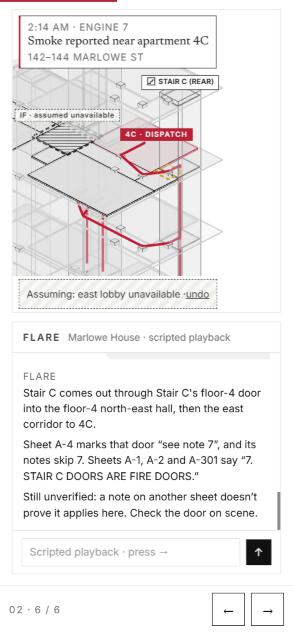 2:14 AM · ENGINE 7
Smoke reported near apartment 4C
142–144 MARLOWE ST
STAIR C (REAR)
IF · assumed unavailable
4C · DISPATCH
Assuming: east lobby unavailable ·undo
FLARE Marlowe House · scripted playback
FLARE
Stair C comes out through Stair C's floor-4 door
into the floor-4 north-east hall, then the east
corridor to 4C.
Sheet A-4 marks that door “see note 7”, and its
notes skip 7. Sheets A-1, A-2 and A-301 say “7.
STAIR C DOORS ARE FIRE DOORS.”
Still unverified: a note on another sheet doesn’t
prove it applies here. Check the door on scene.
Scripted playback · press →
↑
02 · 6 / 6
← →